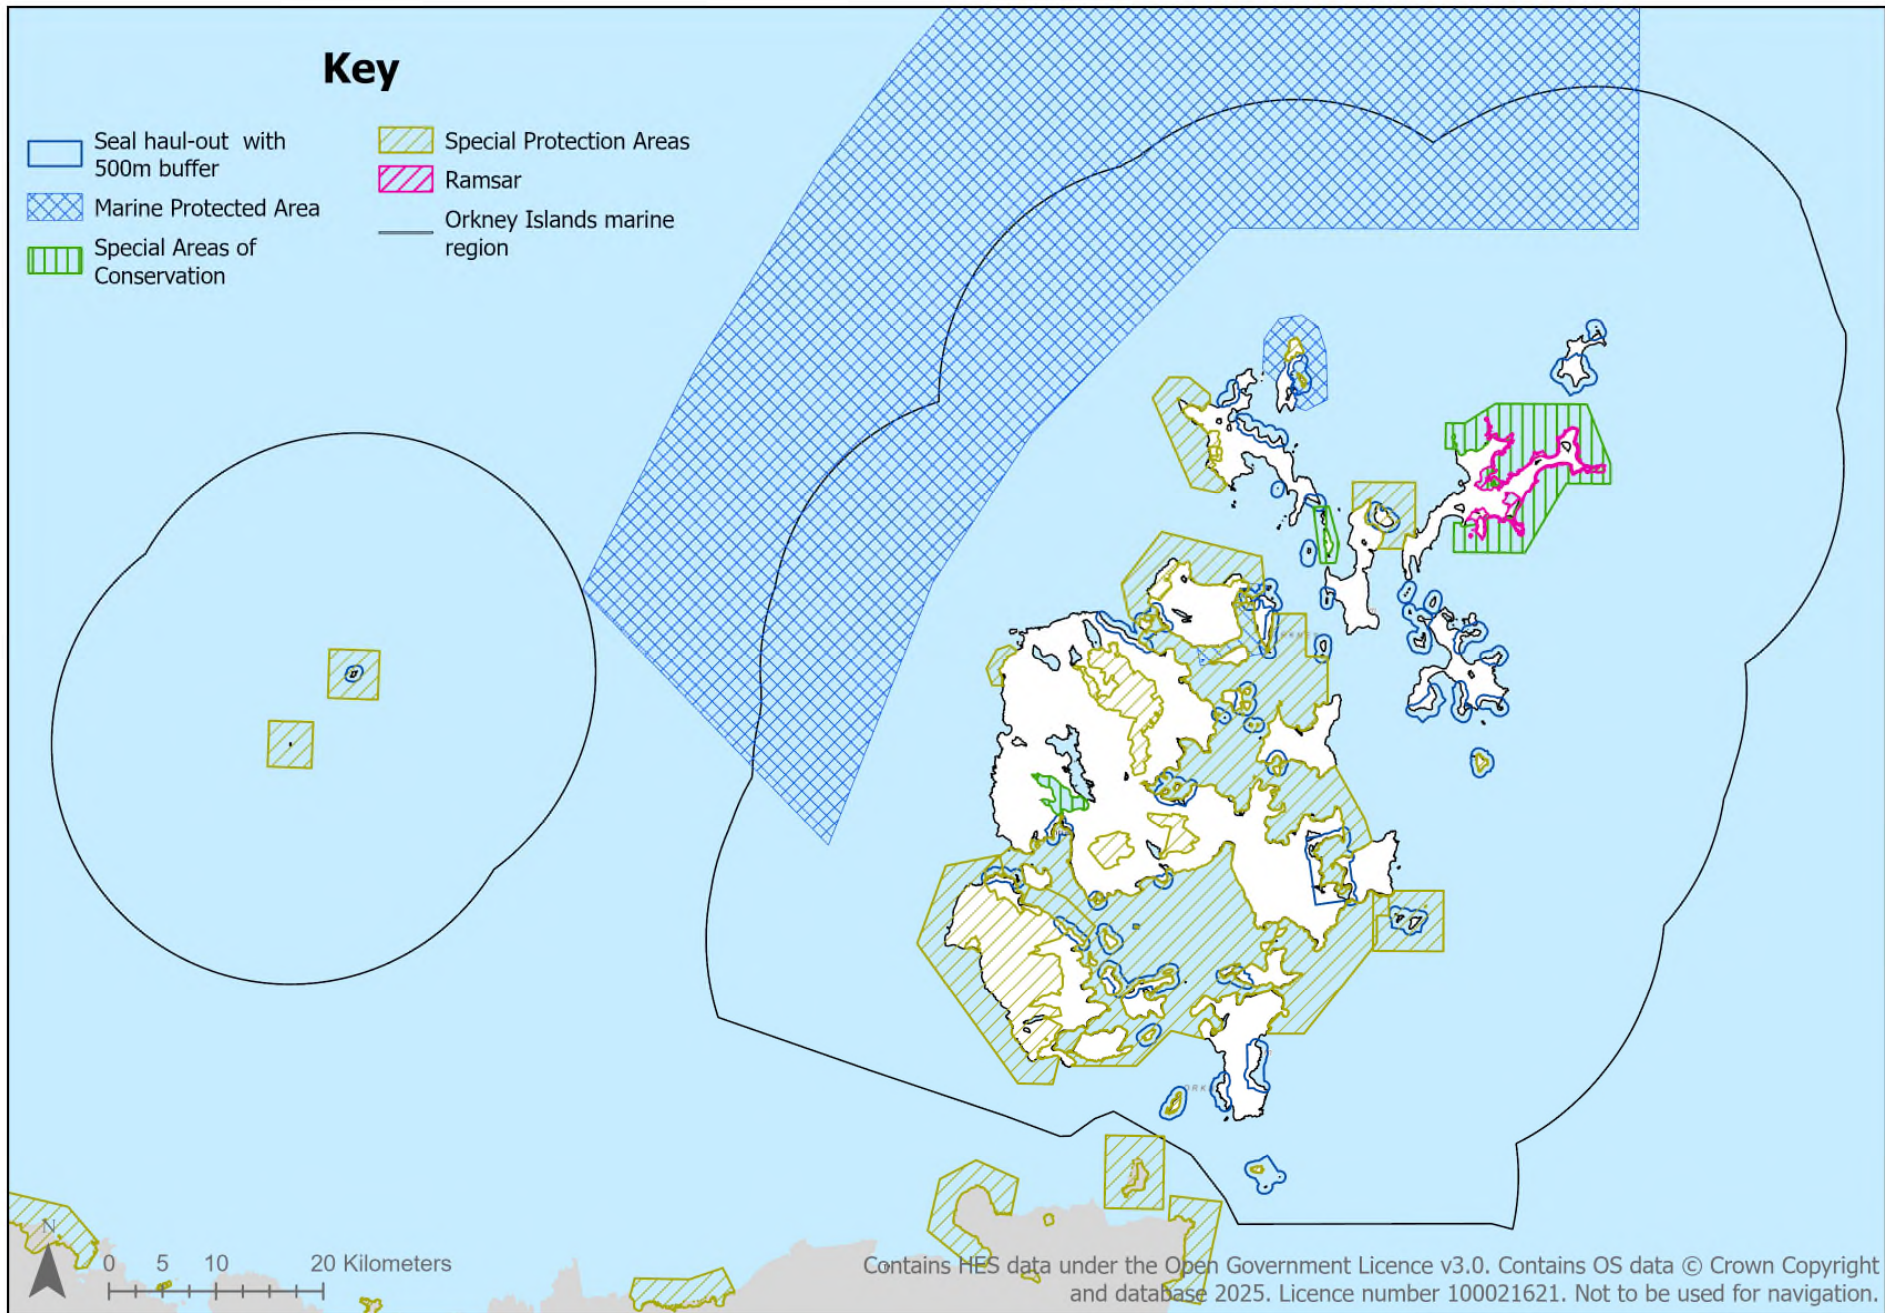 Key
Seal haul-out with
500m buffer
Marine Protected Area
Special Areas of
Conservation
Special Protection Areas
Ramsar
Orkney Islands marine
region
N
0 5 10 20 Kilometers
Contains HES data under the Open Government Licence v3.0. Contains OS data © Crown Copyright
and database 2025. Licence number 100021621. Not to be used for navigation.